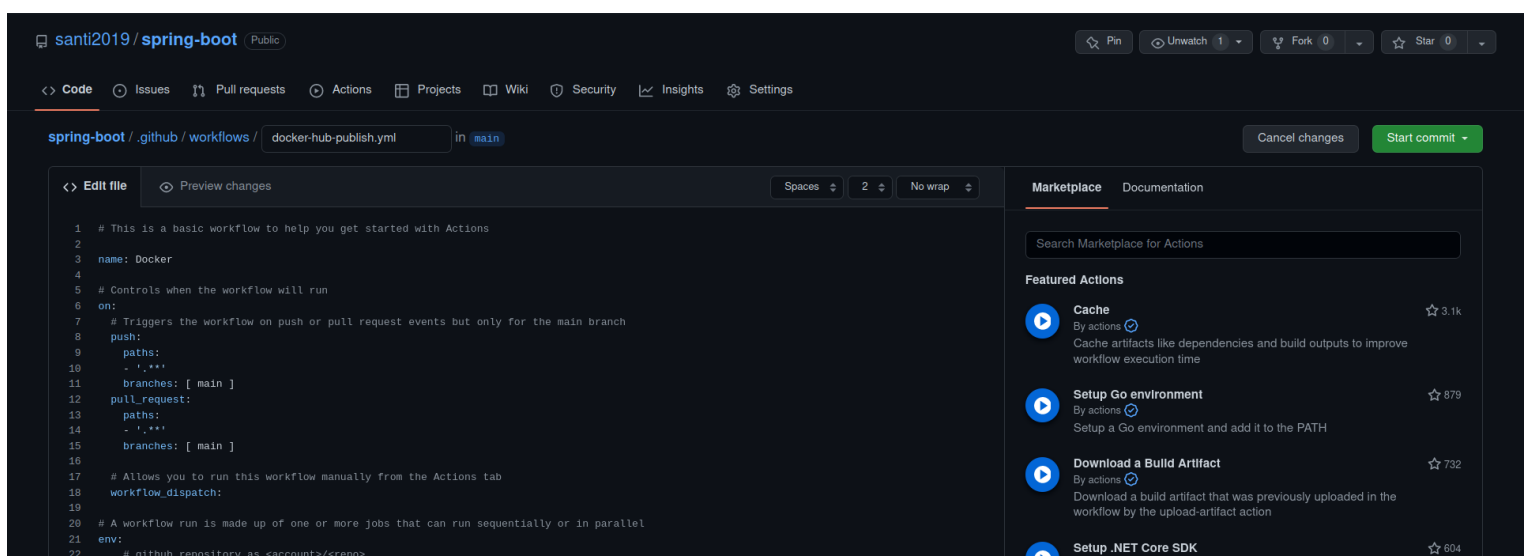 santi2019 / spring-boot Public
Pin
Unwatch 1
Fork 0
Star 0
Code
Issues
Pull requests
Actions
Projects
Wiki
Security
Insights
Settings
spring-boot / .github / workflows / docker-hub-publish.yml in main
Cancel changes
Start commit
<> Edit file
Preview changes
Spaces
2
No wrap
1 # This is a basic workflow to help you get started with Actions
2
3 name: Docker
4
5 # Controls when the workflow will run
6 on:
7   # Triggers the workflow on push or pull request events but only for the main branch
8   push:
9     paths:
10     - '.**'
11     branches: [ main ]
12   pull_request:
13     paths:
14     - '.**'
15     branches: [ main ]
16
17   # Allows you to run this workflow manually from the Actions tab
18   workflow_dispatch:
19
20 # A workflow run is made up of one or more jobs that can run sequentially or in parallel
21 env:
22     # github repository as <account>/<repo>
Marketplace
Documentation
Search Marketplace for Actions
Featured Actions
Cache
3.1k
By actions
Cache artifacts like dependencies and build outputs to improve
workflow execution time
Setup Go environment
879
By actions
Setup a Go environment and add it to the PATH
Download a Build Artifact
732
By actions
Download a build artifact that was previously uploaded in the
workflow by the upload-artifact action
Setup .NET Core SDK
604